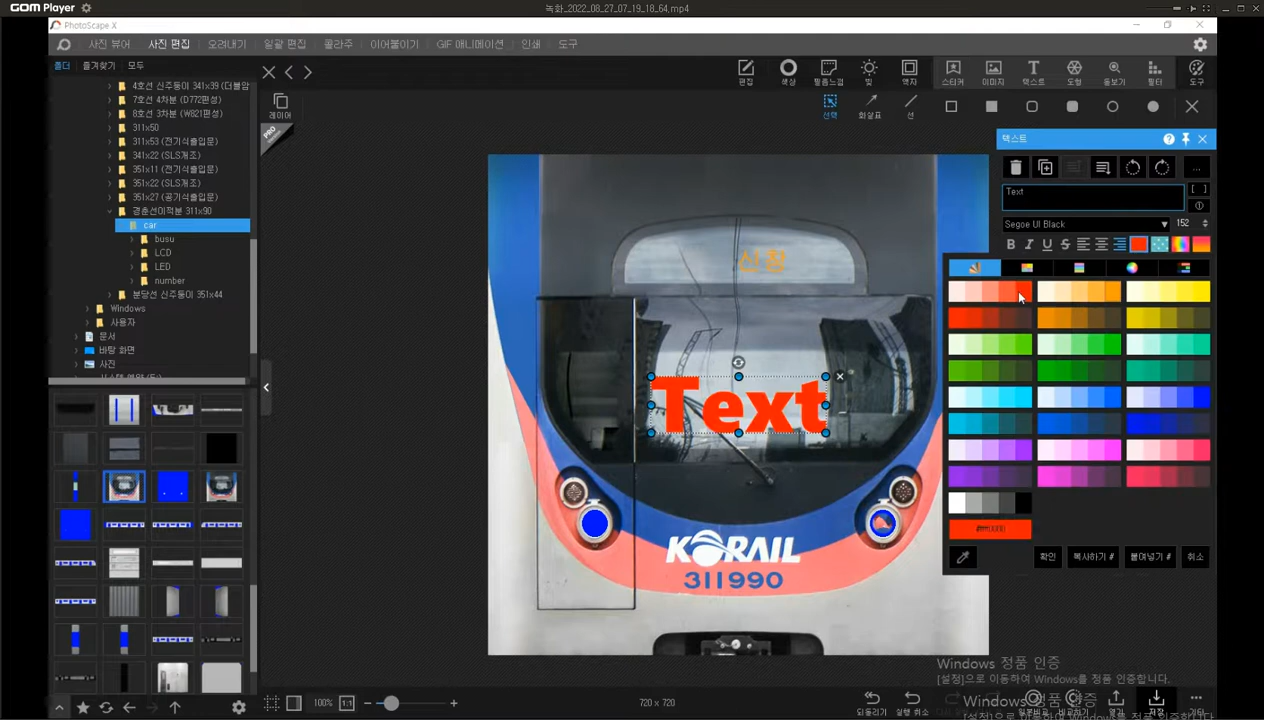 GOM Player
녹화_2022_08_27_07_19_18_64.mp4
PhotoScape X
사진 뷰어
사진 편집
오려내기
일괄 편집
콜라주
이어붙이기
GIF 애니메이션
인쇄
도구
폴더
즐겨찾기
모두
편집
색상
필름느낌
빛
액자
스티커
이미지
텍스트
도형
돋보기
필터
도구
레이어
선택
화살표
선
PRO
4호선 신주둥이 341x39 (더블암
7호선 4차분 (D772편성)
8호선 3차분 (W821편성)
311x50
311x53 (전기식출입문)
341x22 (SLS개조)
351x11 (전기식출입문)
351x22 (SLS개조)
351x27 (공기식출입문)
경춘선이적분 311x90
car
busu
LCD
LED
number
분당선 신주둥이 351x44
Windows
사용자
문서
바탕 화면
사진
텍스트
Text
Segoe UI Black
152
B I U S
신창
Text
KORAIL
311990
확인
복사하기 #
붙여넣기 #
취소
Windows 정품 인증
[설정]으로 이동하여 Windows를 정품 인증합니다.
Windows 정품 인증
100%
1:1
720 x 720
되돌리기
실행 취소
저장